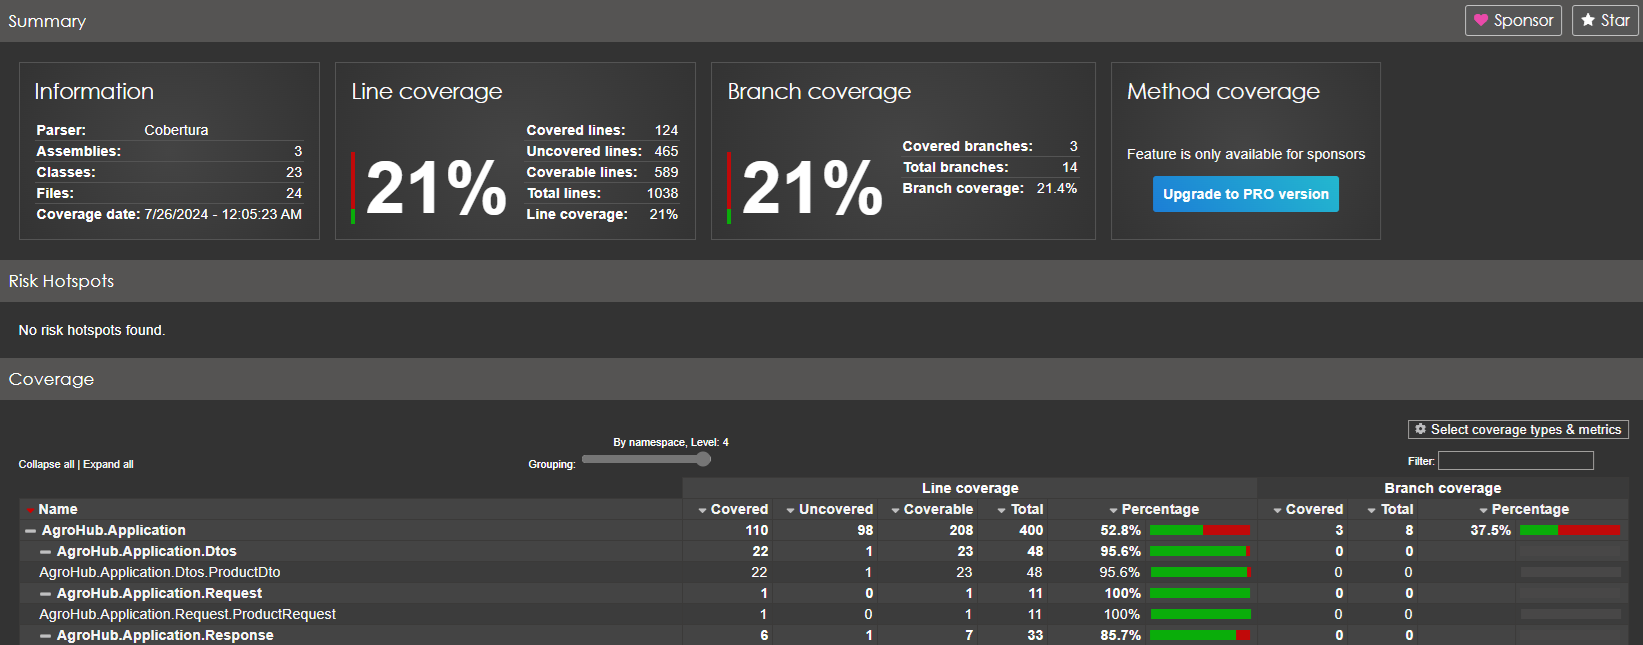 Summary
Sponsor
Star
Information
Parser: Cobertura
Assemblies: 3
Classes: 23
Files: 24
Coverage date: 7/26/2024 - 12:05:23 AM
Line coverage
21%
Covered lines: 124
Uncovered lines: 465
Coverable lines: 589
Total lines: 1038
Line coverage: 21%
Branch coverage
21%
Covered branches: 3
Total branches: 14
Branch coverage: 21.4%
Method coverage
Feature is only available for sponsors
Upgrade to PRO version
Risk Hotspots
No risk hotspots found.
Coverage
Collapse all | Expand all
By namespace, Level: 4
Grouping:
Select coverage types & metrics
Filter:
Line coverage Branch coverage
Name Covered Uncovered Coverable Total Percentage Covered Total Percentage
AgroHub.Application 110 98 208 400 52.8% 3 8 37.5%
AgroHub.Application.Dtos 22 1 23 48 95.6% 0 0
AgroHub.Application.Dtos.ProductDto 22 1 23 48 95.6% 0 0
AgroHub.Application.Request 1 0 1 11 100% 0 0
AgroHub.Application.Request.ProductRequest 1 0 1 11 100% 0 0
AgroHub.Application.Response 6 1 7 33 85.7% 0 0